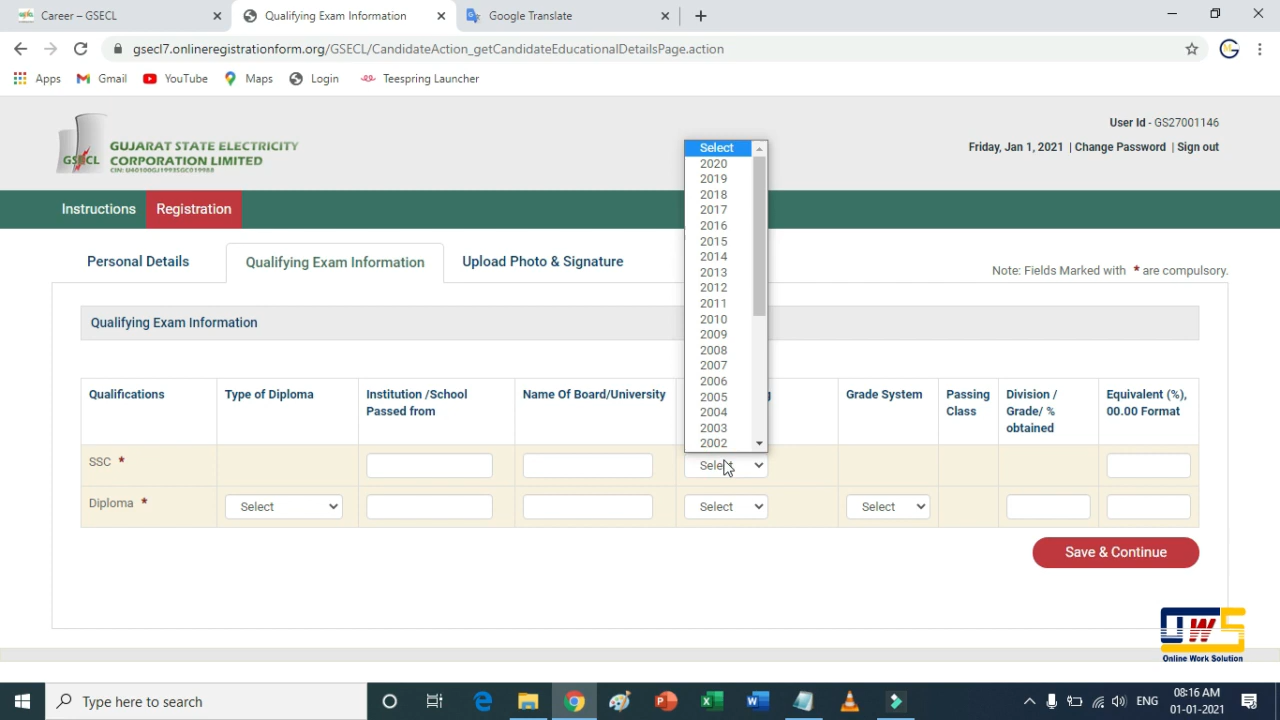 Career – GSECL
Qualifying Exam Information
Google Translate
gsecl7.onlineregistrationform.org/GSECL/CandidateAction_getCandidateEducationalDetailsPage.action
Apps
Gmail
YouTube
Maps
Login
Teespring Launcher
GSECL
GUJARAT STATE ELECTRICITY
CORPORATION LIMITED
User Id - GS27001146
Friday, Jan 1, 2021 | Change Password | Sign out
Instructions
Registration
Personal Details
Qualifying Exam Information
Upload Photo & Signature
Note: Fields Marked with * are compulsory.
Qualifying Exam Information
Select
2020
2019
2018
2017
2016
2015
2014
2013
2012
2011
2010
2009
2008
2007
2006
2005
2004
2003
2002
Qualifications
Type of Diploma
Institution /School
Passed from
Name Of Board/University
Grade System
Passing
Class
Division /
Grade/ %
obtained
Equivalent (%),
00.00 Format
SSC *
Select
Diploma *
Select
Select
Select
Save & Continue
OWS
Online Work Solution
Type here to search
ENG
08:16 AM
01-01-2021